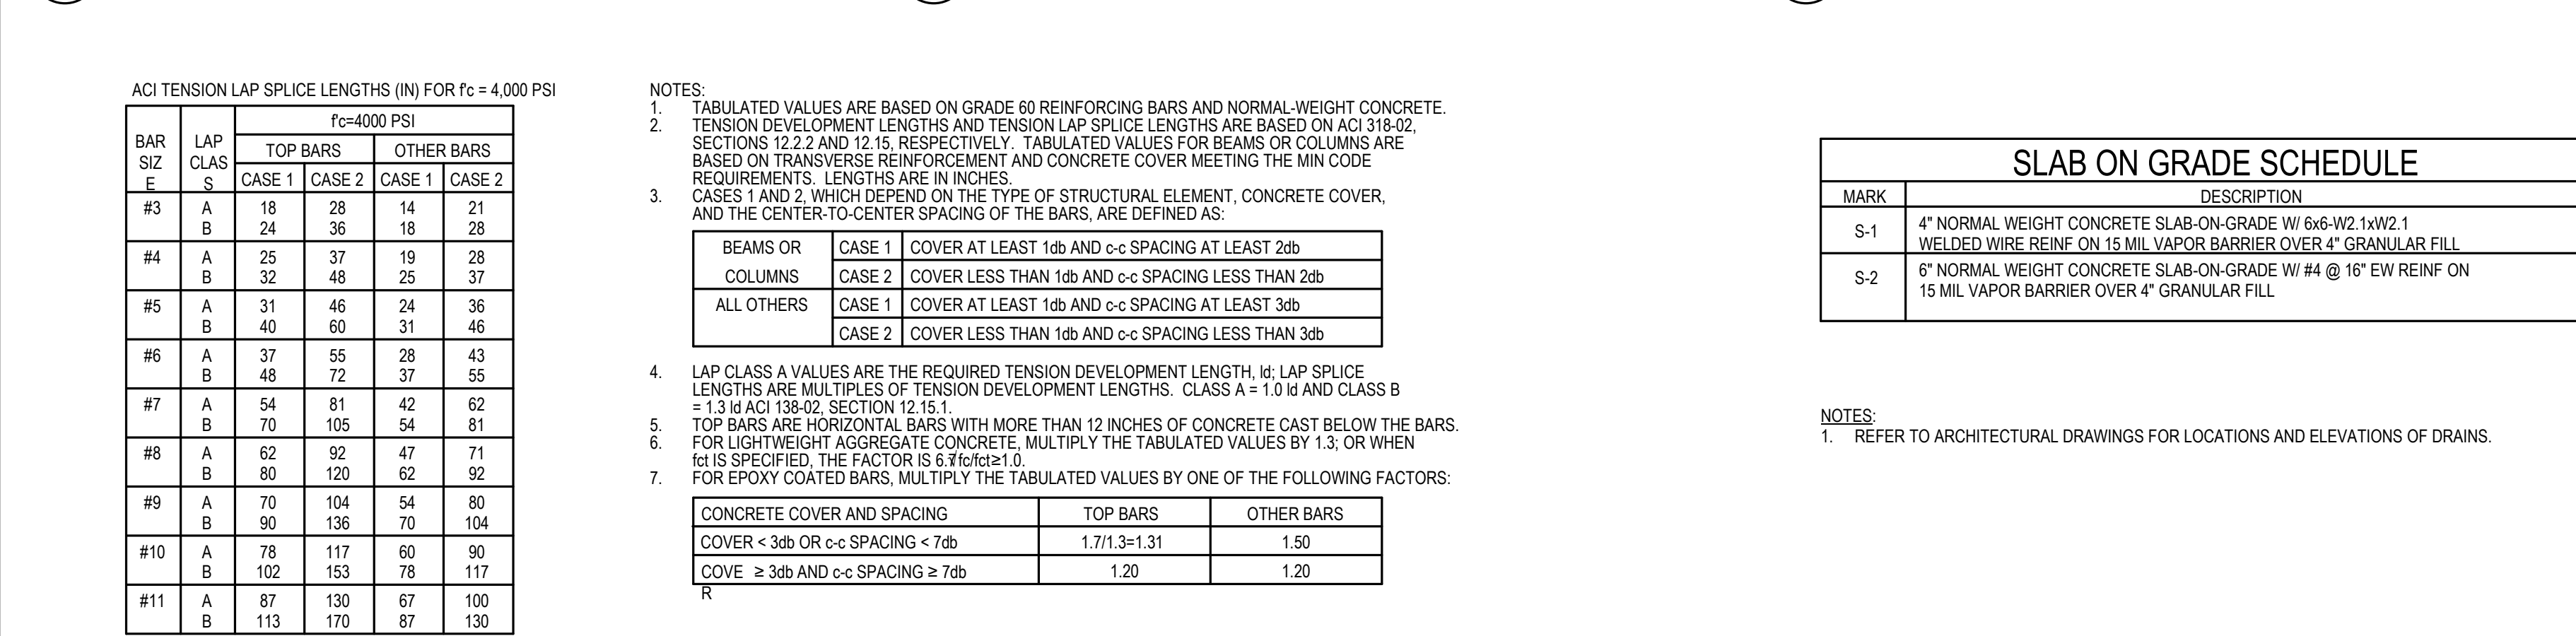 ACI TENSION LAP SPLICE LENGTHS (IN) FOR f'c = 4,000 PSI
f'c=4000 PSI
BAR SIZ E LAP CLAS S TOP BARS OTHER BARS
CASE 1 CASE 2 CASE 1 CASE 2
#3 A 18 28 14 21
B 24 36 18 28
#4 A 25 37 19 28
B 32 48 25 37
#5 A 31 46 24 36
B 40 60 31 46
#6 A 37 55 28 43
B 48 72 37 55
#7 A 54 81 42 62
B 70 105 54 81
#8 A 62 92 47 71
B 80 120 62 92
#9 A 70 104 54 80
B 90 136 70 104
#10 A 78 117 60 90
B 102 153 78 117
#11 A 87 130 67 100
B 113 170 87 130
NOTES:
1. TABULATED VALUES ARE BASED ON GRADE 60 REINFORCING BARS AND NORMAL-WEIGHT CONCRETE.
2. TENSION DEVELOPMENT LENGTHS AND TENSION LAP SPLICE LENGTHS ARE BASED ON ACI 318-02,
SECTIONS 12.2.2 AND 12.15, RESPECTIVELY. TABULATED VALUES FOR BEAMS OR COLUMNS ARE
BASED ON TRANSVERSE REINFORCEMENT AND CONCRETE COVER MEETING THE MIN CODE
REQUIREMENTS. LENGTHS ARE IN INCHES.
3. CASES 1 AND 2, WHICH DEPEND ON THE TYPE OF STRUCTURAL ELEMENT, CONCRETE COVER,
AND THE CENTER-TO-CENTER SPACING OF THE BARS, ARE DEFINED AS:
BEAMS OR CASE 1 COVER AT LEAST 1db AND c-c SPACING AT LEAST 2db
COLUMNS CASE 2 COVER LESS THAN 1db AND c-c SPACING LESS THAN 2db
ALL OTHERS CASE 1 COVER AT LEAST 1db AND c-c SPACING AT LEAST 3db
CASE 2 COVER LESS THAN 1db AND c-c SPACING LESS THAN 3db
4. LAP CLASS A VALUES ARE THE REQUIRED TENSION DEVELOPMENT LENGTH, ld; LAP SPLICE
LENGTHS ARE MULTIPLES OF TENSION DEVELOPMENT LENGTHS. CLASS A = 1.0 ld AND CLASS B
= 1.3 ld ACI 138-02, SECTION 12.15.1.
5. TOP BARS ARE HORIZONTAL BARS WITH MORE THAN 12 INCHES OF CONCRETE CAST BELOW THE BARS.
6. FOR LIGHTWEIGHT AGGREGATE CONCRETE, MULTIPLY THE TABULATED VALUES BY 1.3; OR WHEN
fct IS SPECIFIED, THE FACTOR IS 6.7√fc/fct≥1.0.
7. FOR EPOXY COATED BARS, MULTIPLY THE TABULATED VALUES BY ONE OF THE FOLLOWING FACTORS:
CONCRETE COVER AND SPACING TOP BARS OTHER BARS
COVER < 3db OR c-c SPACING < 7db 1.7/1.3=1.31 1.50
COVE ≥ 3db AND c-c SPACING ≥ 7db 1.20 1.20
R
SLAB ON GRADE SCHEDULE
MARK DESCRIPTION
S-1 4" NORMAL WEIGHT CONCRETE SLAB-ON-GRADE W/ 6x6-W2.1xW2.1
WELDED WIRE REINF ON 15 MIL VAPOR BARRIER OVER 4" GRANULAR FILL
S-2 6" NORMAL WEIGHT CONCRETE SLAB-ON-GRADE W/ #4 @ 16" EW REINF ON
15 MIL VAPOR BARRIER OVER 4" GRANULAR FILL
NOTES:
1. REFER TO ARCHITECTURAL DRAWINGS FOR LOCATIONS AND ELEVATIONS OF DRAINS.